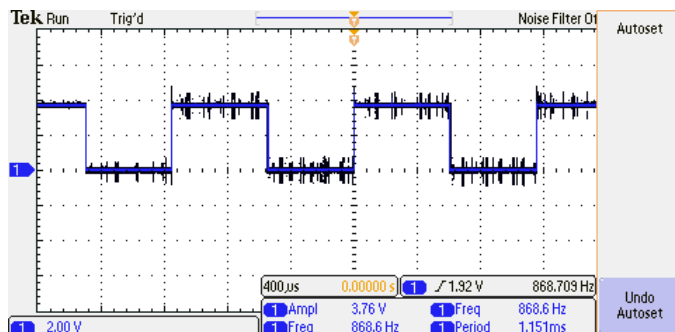 Tek Run Trig'd Noise Filter Of
Autoset
1
400µs 0.00000 s 1 1.92 V 868.709 Hz
1 Ampl 3.76 V 1 Freq 868.6 Hz
1 2.00 V 1 Freq 868.6 Hz 1 Period 1.151ms
Undo
Autoset